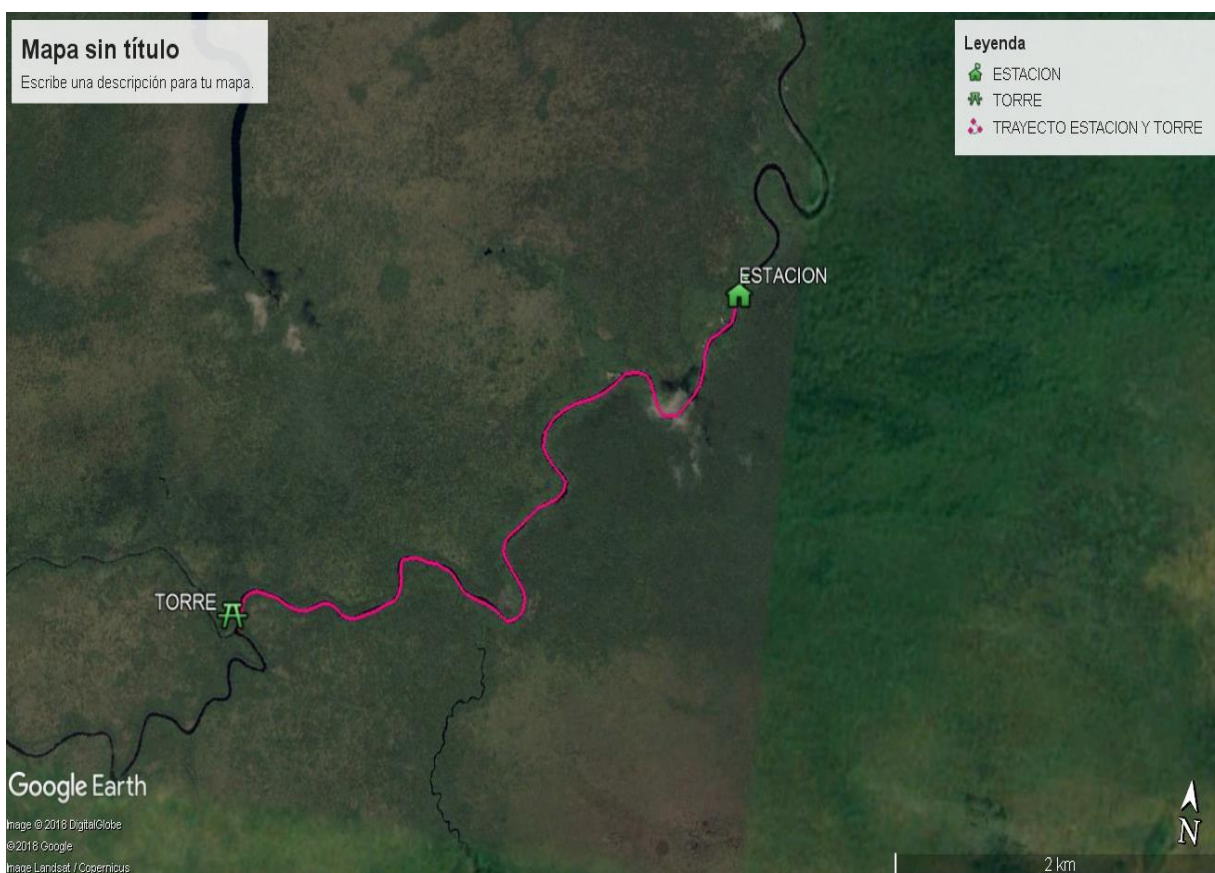 Mapa sin título
Escribe una descripción para tu mapa.
Leyenda
ESTACION
TORRE
TRAYECTO ESTACION Y TORRE
ESTACION
TORRE
Google Earth
Image © 2018 DigitalGlobe
©2018 Google
Image Landsat / Copernicus
N
2 km